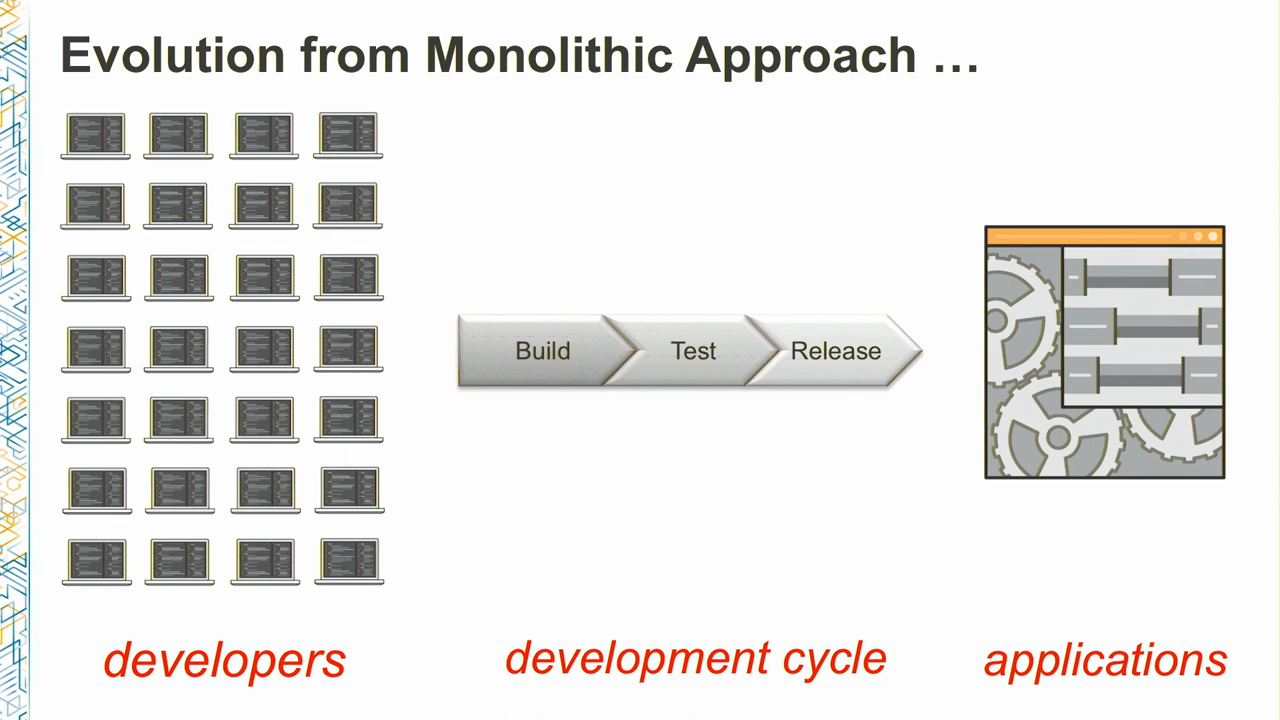 Evolution from Monolithic Approach …
Build
Test
Release
developers
development cycle
applications